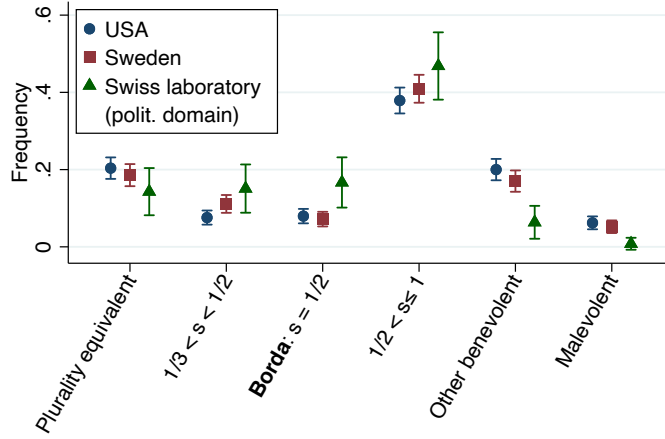 .6
USA
Sweden
Swiss laboratory
(polit. domain)
Frequency
.4
.2
0
Plurality equivalent
1/3 < s < 1/2
Borda: s = 1/2
1/2 < s≤ 1
Other benevolent
Malevolent